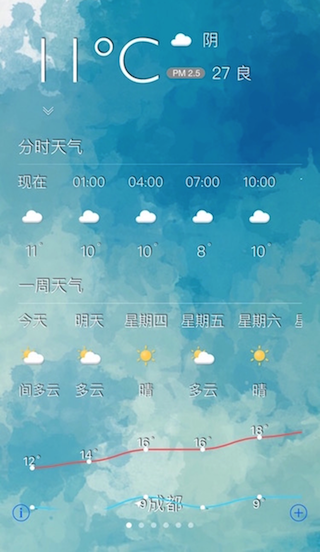 11°C
阴
PM 2.5 27 良
分时天气
现在 01:00 04:00 07:00 10:00
11° 10° 10° 8° 10°
一周天气
今天 明天 星期四 星期五 星期六
间多云 多云 晴 多云 晴
12° 14° 16° 16° 18°
9° 9°
成都